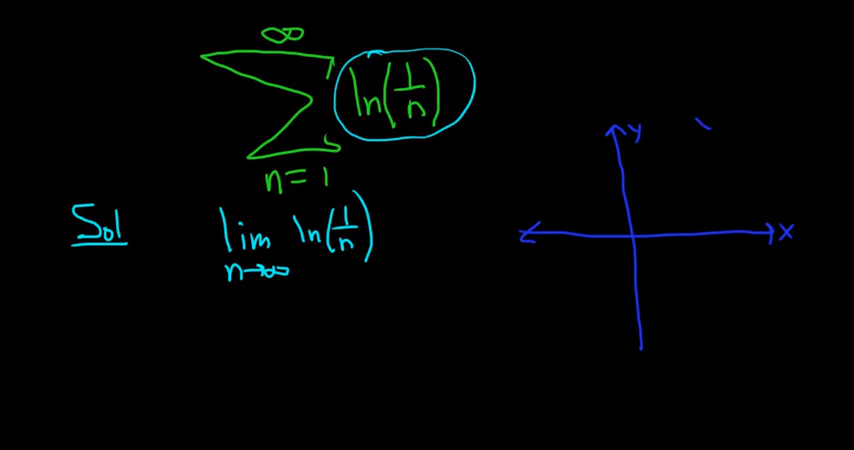 ∞
Σ ln(1/n)
n=1
Sol lim ln(1/n)
n→∞
y
x